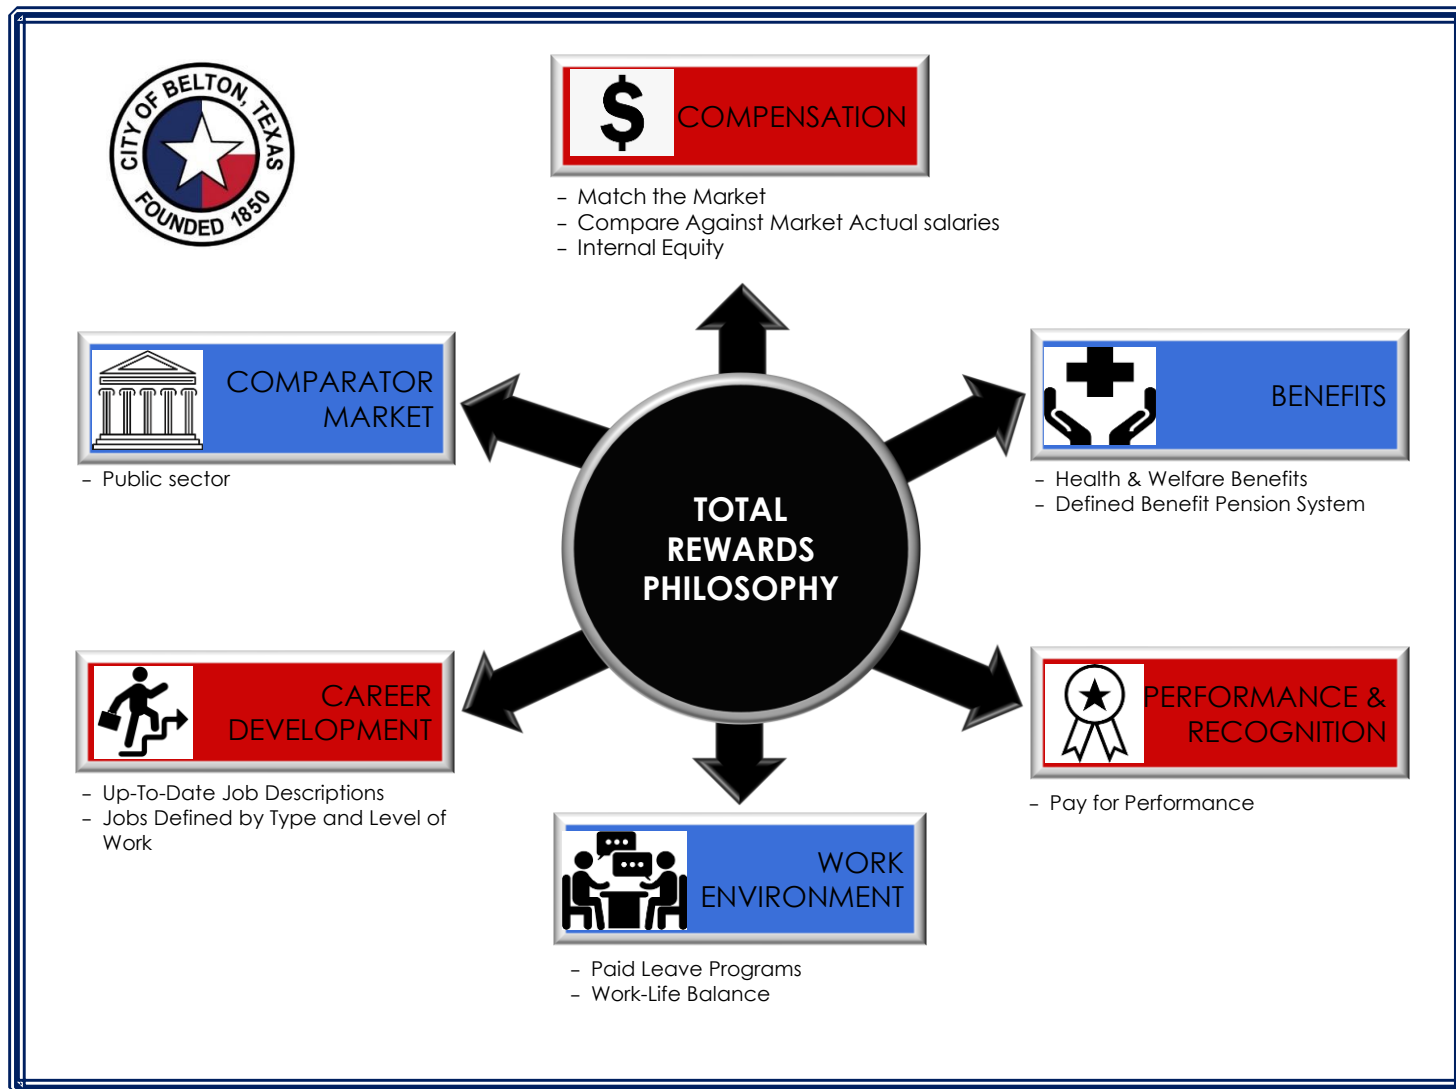 CITY OF BELTON, TEXAS
FOUNDED 1850
$
COMPENSATION
– Match the Market
– Compare Against Market Actual salaries
– Internal Equity
COMPARATOR
MARKET
– Public sector
BENEFITS
– Health & Welfare Benefits
– Defined Benefit Pension System
TOTAL
REWARDS
PHILOSOPHY
CAREER
DEVELOPMENT
– Up-To-Date Job Descriptions
– Jobs Defined by Type and Level of
Work
PERFORMANCE &
RECOGNITION
– Pay for Performance
WORK
ENVIRONMENT
– Paid Leave Programs
– Work-Life Balance